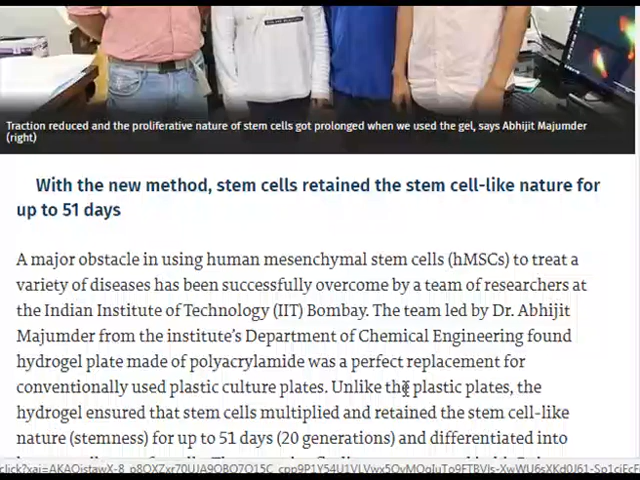 Traction reduced and the proliferative nature of stem cells got prolonged when we used the gel, says Abhijit Majumder
(right)
With the new method, stem cells retained the stem cell-like nature for
up to 51 days
A major obstacle in using human mesenchymal stem cells (hMSCs) to treat a
variety of diseases has been successfully overcome by a team of researchers at
the Indian Institute of Technology (IIT) Bombay. The team led by Dr. Abhijit
Majumder from the institute’s Department of Chemical Engineering found
hydrogel plate made of polyacrylamide was a perfect replacement for
conventionally used plastic culture plates. Unlike the plastic plates, the
hydrogel ensured that stem cells multiplied and retained the stem cell-like
nature (stemness) for up to 51 days (20 generations) and differentiated into